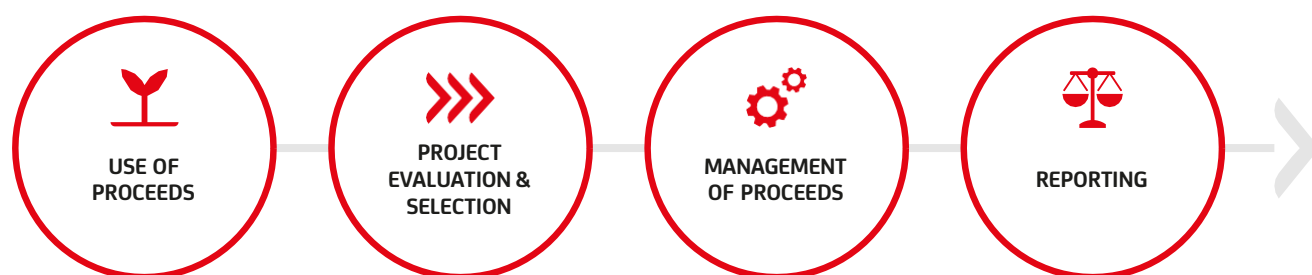 USE OF
PROCEEDS
PROJECT
EVALUATION &
SELECTION
MANAGEMENT
OF PROCEEDS
REPORTING